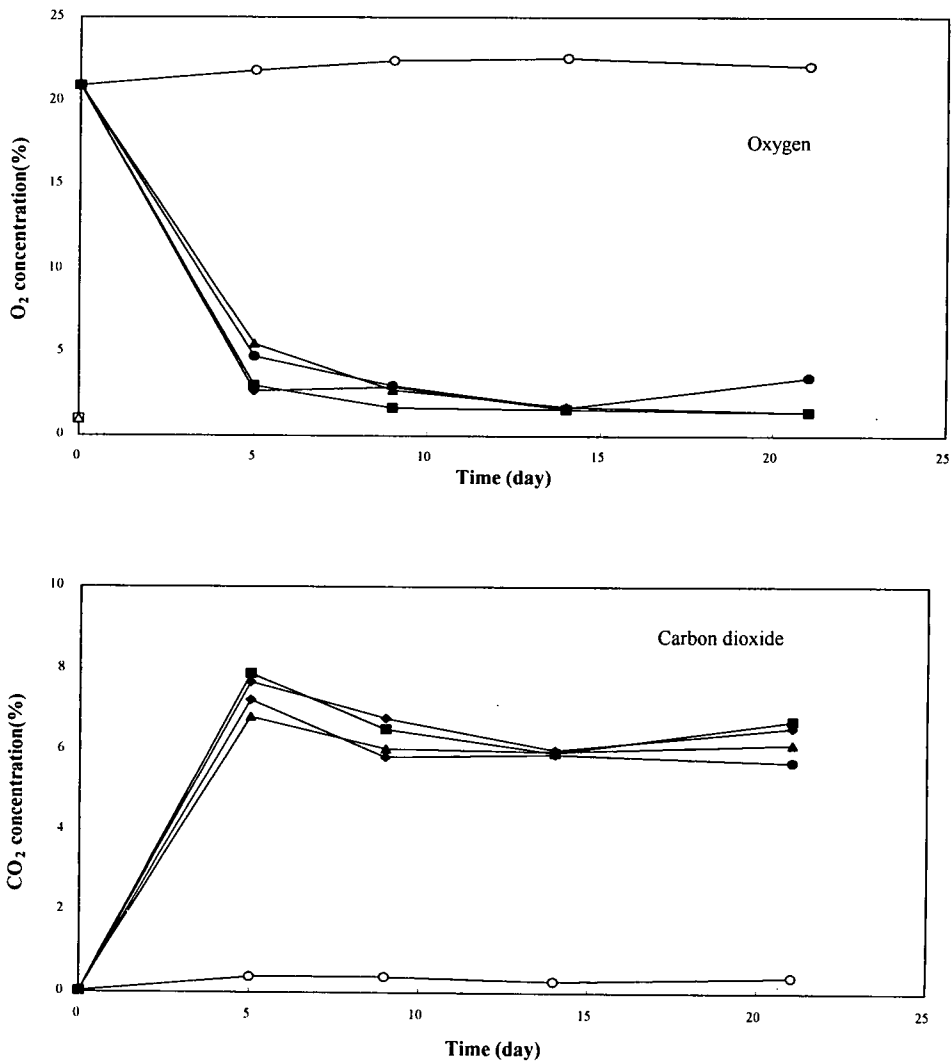 25
20
15
10
5
0
O₂ concentration(%)
Oxygen
0 5 10 15 20 25
Time (day)
10
8
6
4
2
0
CO₂ concentration(%)
Carbon dioxide
0 5 10 15 20 25
Time (day)